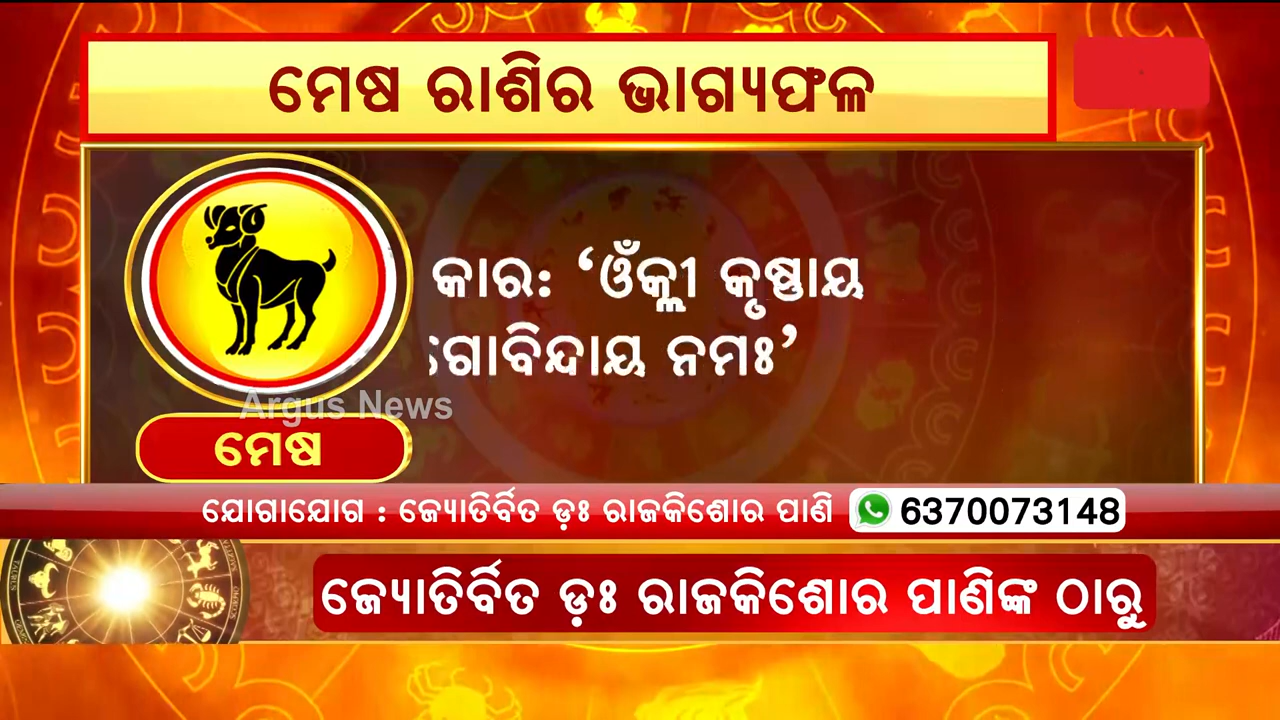 ମେଷ ରାଶିର ଭାଗ୍ୟଫଳ
କାର: ‘ଓଁକ୍ଲୀ କୃଷ୍ଣାୟ
ଗୋବିନ୍ଦାୟ ନମଃ’
Argus News
ମେଷ
ଯୋଗାଯୋଗ : ଜ୍ୟୋତିର୍ବିତ ଡ଼ଃ ରାଜକିଶୋର ପାଣି 6370073148
ଜ୍ୟୋତିର୍ବିତ ଡ଼ଃ ରାଜକିଶୋର ପାଣିଙ୍କ ଠାରୁ